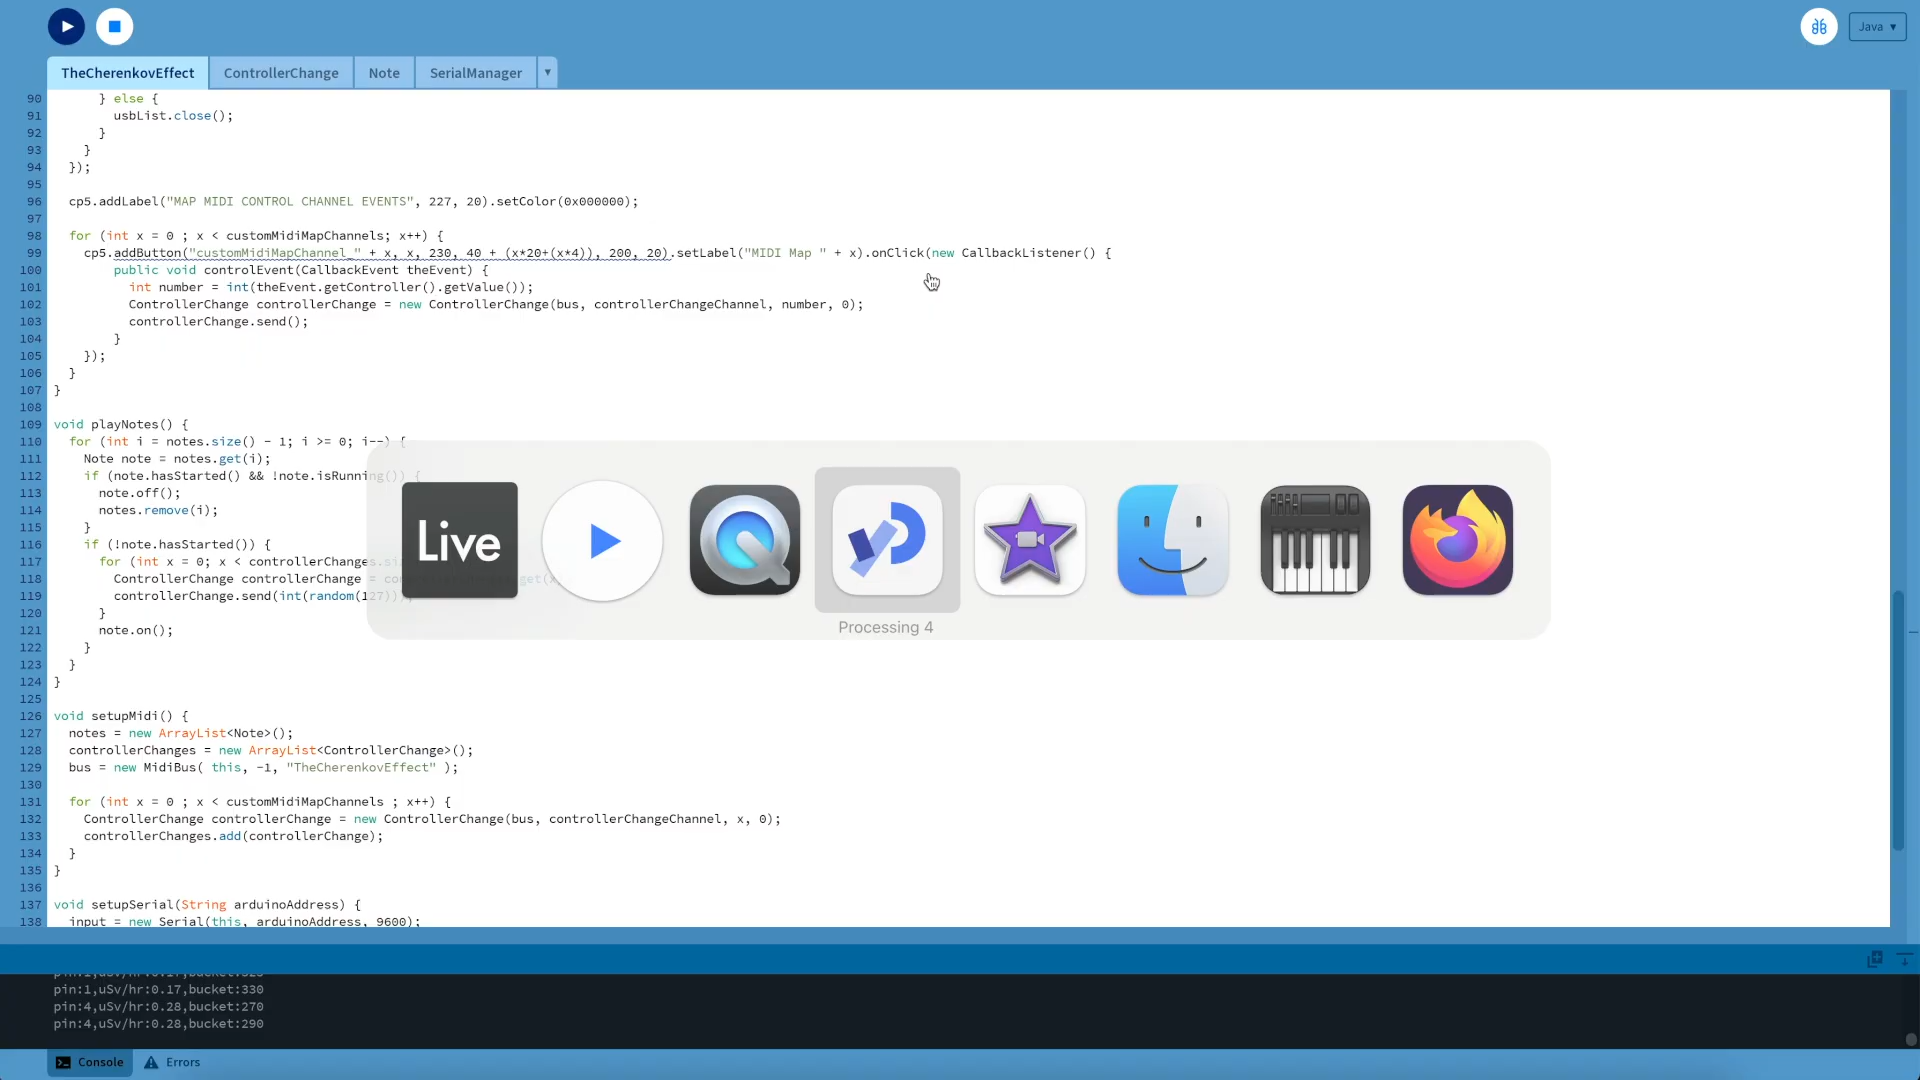 Java ▾
TheCherenkovEffect ControllerChange Note SerialManager ▾
90 } else {
91 usbList.close();
92 }
93 }
94 });
95
96 cp5.addLabel("MAP MIDI CONTROL CHANNEL EVENTS", 227, 20).setColor(0x000000);
97
98 for (int x = 0 ; x < customMidiMapChannels; x++) {
99 cp5.addButton("customMidiMapChannel_" + x, x, 230, 40 + (x*20+(x*4)), 200, 20).setLabel("MIDI Map " + x).onClick(new CallbackListener() {
100 public void controlEvent(CallbackEvent theEvent) {
101 int number = int(theEvent.getController().getValue());
102 ControllerChange controllerChange = new ControllerChange(bus, controllerChangeChannel, number, 0);
103 controllerChange.send();
104 }
105 });
106 }
107 }
108
109 void playNotes() {
110 for (int i = notes.size() - 1; i >= 0; i--) {
111 Note note = notes.get(i);
112 if (note.hasStarted() && !note.isRunning()) {
113 note.off();
114 notes.remove(i);
115 }
116 if (!note.hasStarted()) {
117 for (int x = 0; x < controllerChanges.si
118 ControllerChange controllerChange = co get(x
119 controllerChange.send(int(random(127)));
120 }
121 note.on();
122 }
123 }
124 }
125
126 void setupMidi() {
127 notes = new ArrayList<Note>();
128 controllerChanges = new ArrayList<ControllerChange>();
129 bus = new MidiBus( this, -1, "TheCherenkovEffect" );
130
131 for (int x = 0 ; x < customMidiMapChannels ; x++) {
132 ControllerChange controllerChange = new ControllerChange(bus, controllerChangeChannel, x, 0);
133 controllerChanges.add(controllerChange);
134 }
135 }
136
137 void setupSerial(String arduinoAddress) {
138 input = new Serial(this, arduinoAddress, 9600);
Live
Processing 4
pin:1,uSv/hr:0.17,bucket:330
pin:4,uSv/hr:0.28,bucket:270
pin:4,uSv/hr:0.28,bucket:290
Console Errors